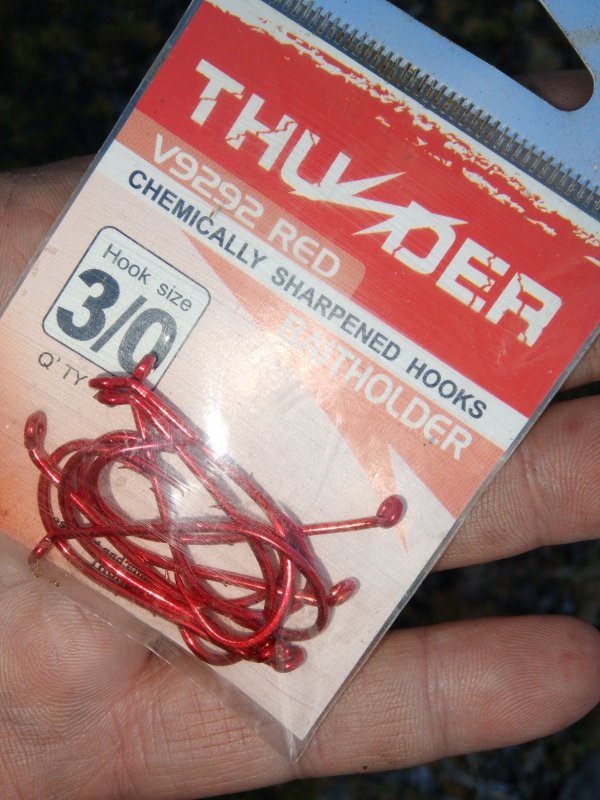 THUNDER
V9292 RED
CHEMICALLY SHARPENED HOOKS
BAITHOLDER
Hook size
3/0
Q'TY